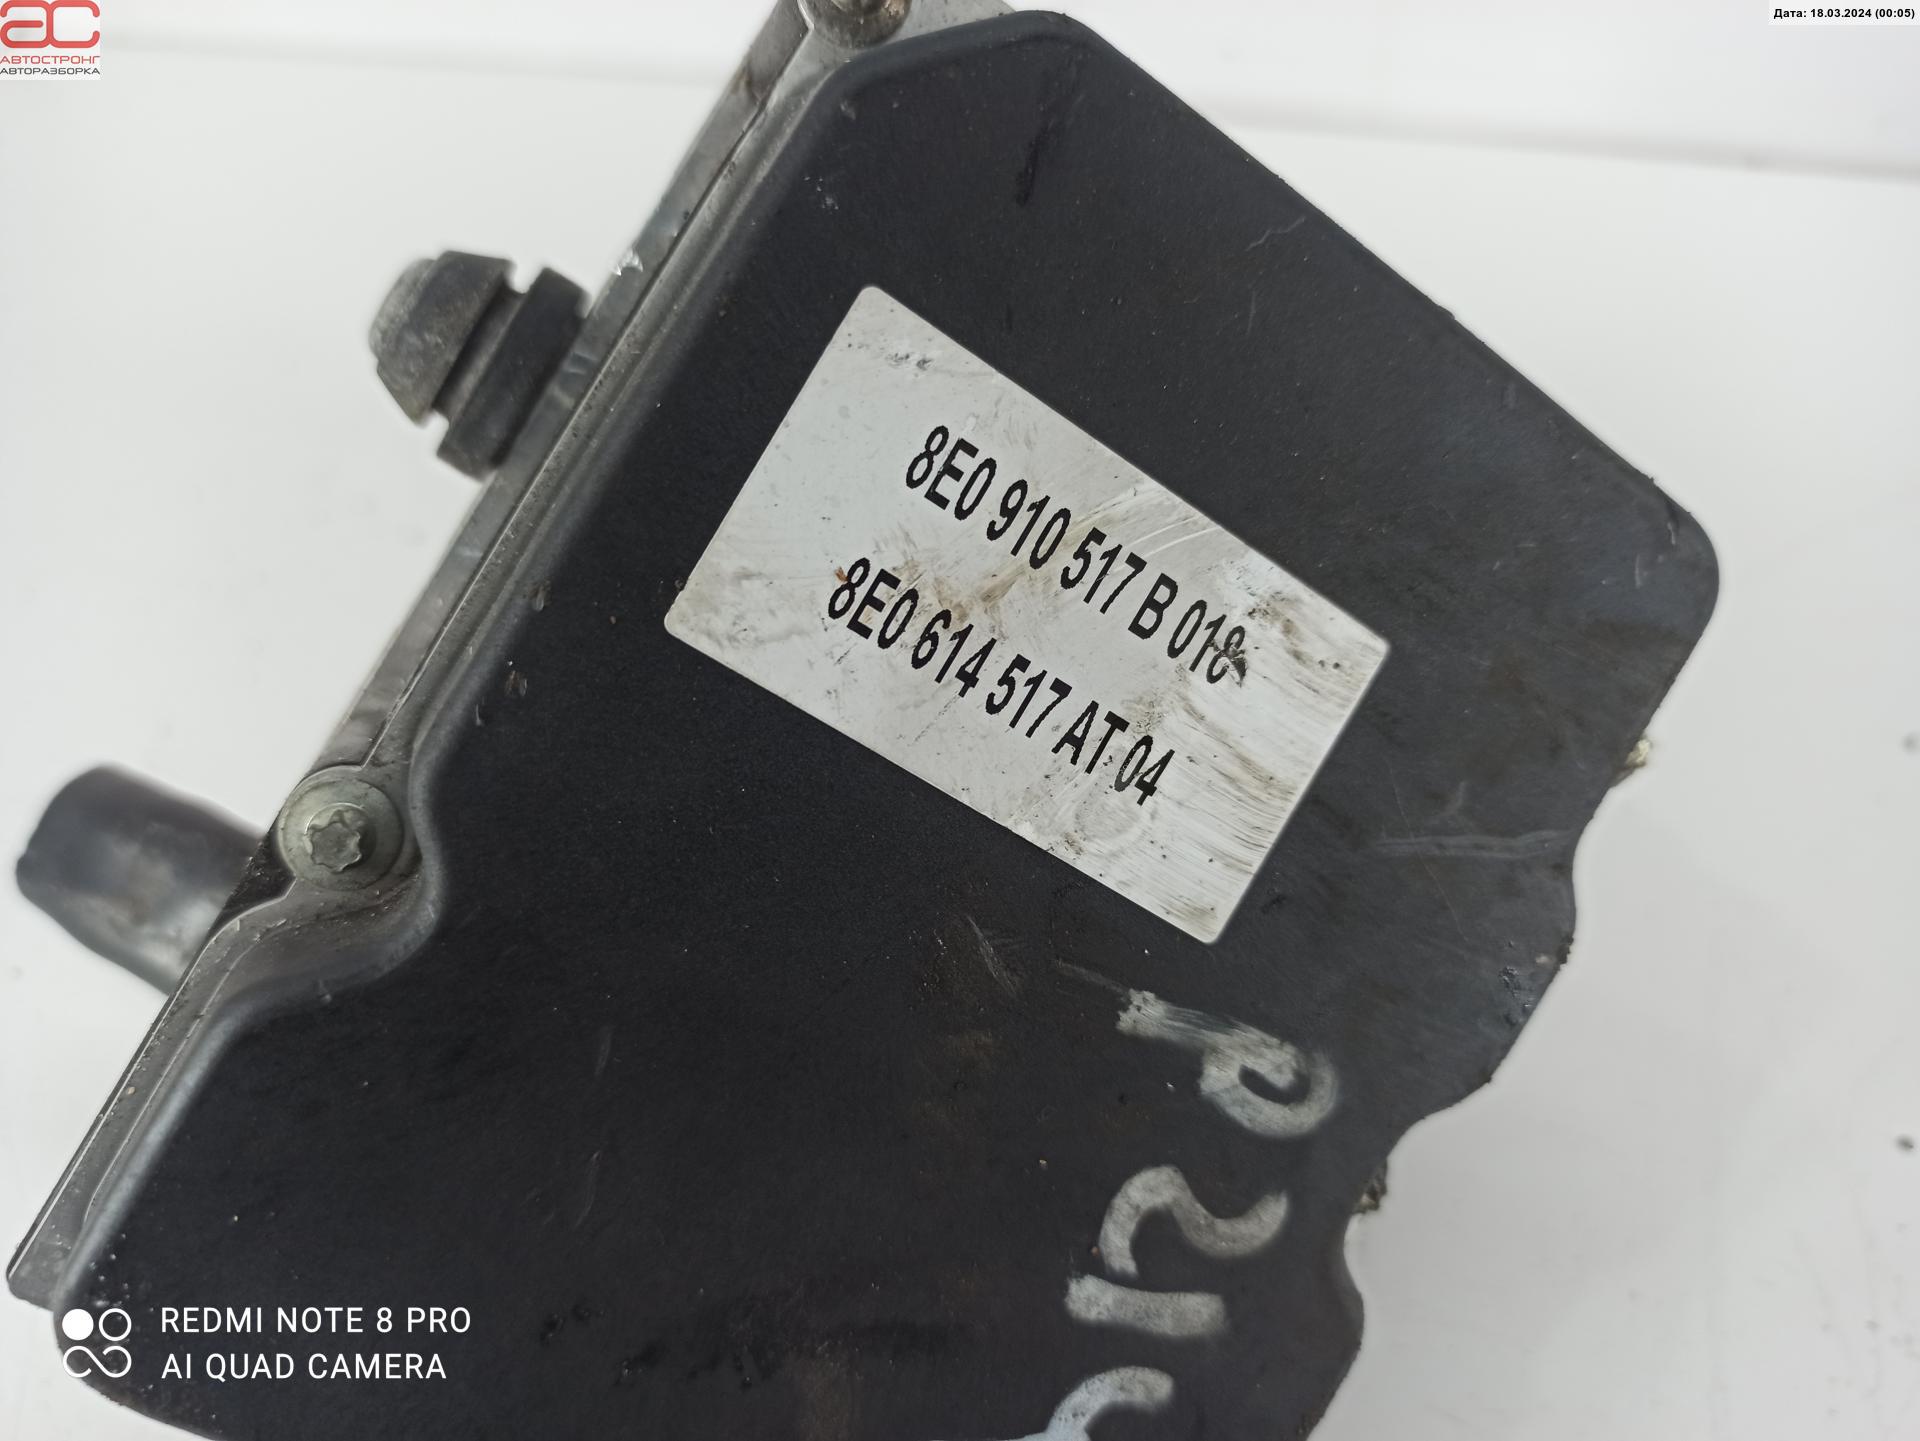 ac
АВТОСТРОНГ
АВТОРАЗБОРКА
Дата: 18.03.2024 (00:05)
8E0 910 517 B 018
8E0 614 517 AT 04
REDMI NOTE 8 PRO
AI QUAD CAMERA